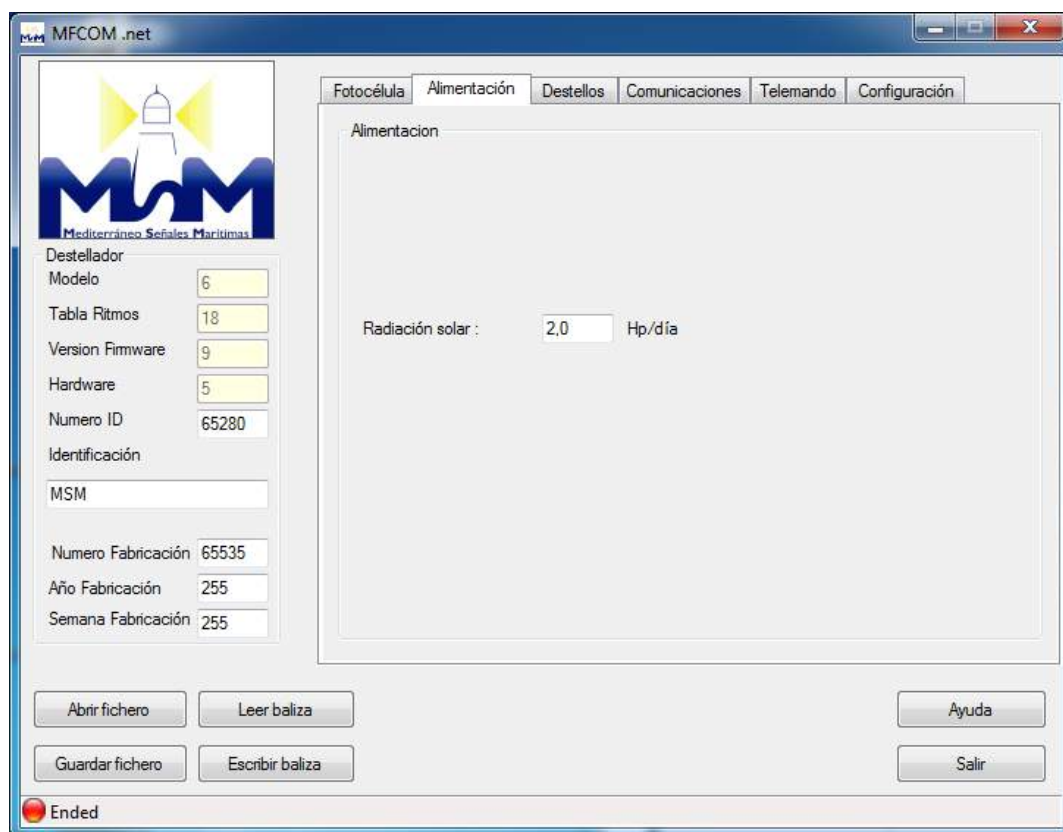 MFCOM .net
MSM
Mediterráneo Señales Marítimas
Fotocélula Alimentación Destellos Comunicaciones Telemando Configuración
Alimentacion
Radiación solar : 2,0 Hp/día
Destellador
Modelo 6
Tabla Ritmos 18
Version Firmware 9
Hardware 5
Numero ID 65280
Identificación
MSM
Numero Fabricación 65535
Año Fabricación 255
Semana Fabricación 255
Abrir fichero Leer baliza Ayuda
Guardar fichero Escribir baliza Salir
Ended